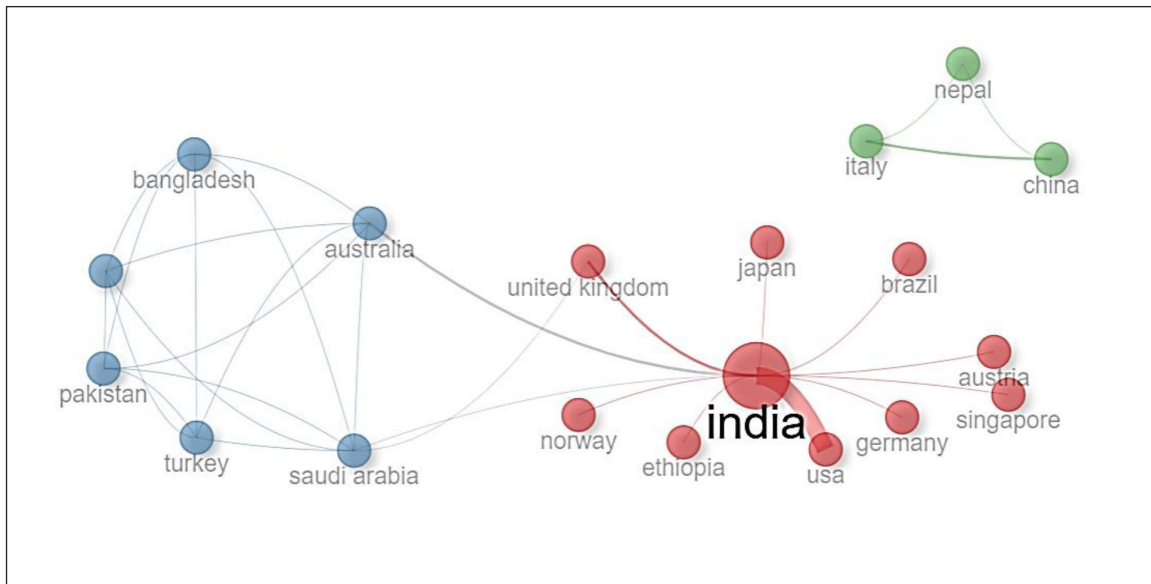 nepal
bangladesh
italy
china
australia
japan
united kingdom
brazil
pakistan
austria
singapore
india
norway
germany
turkey
ethiopia
usa
saudi arabia